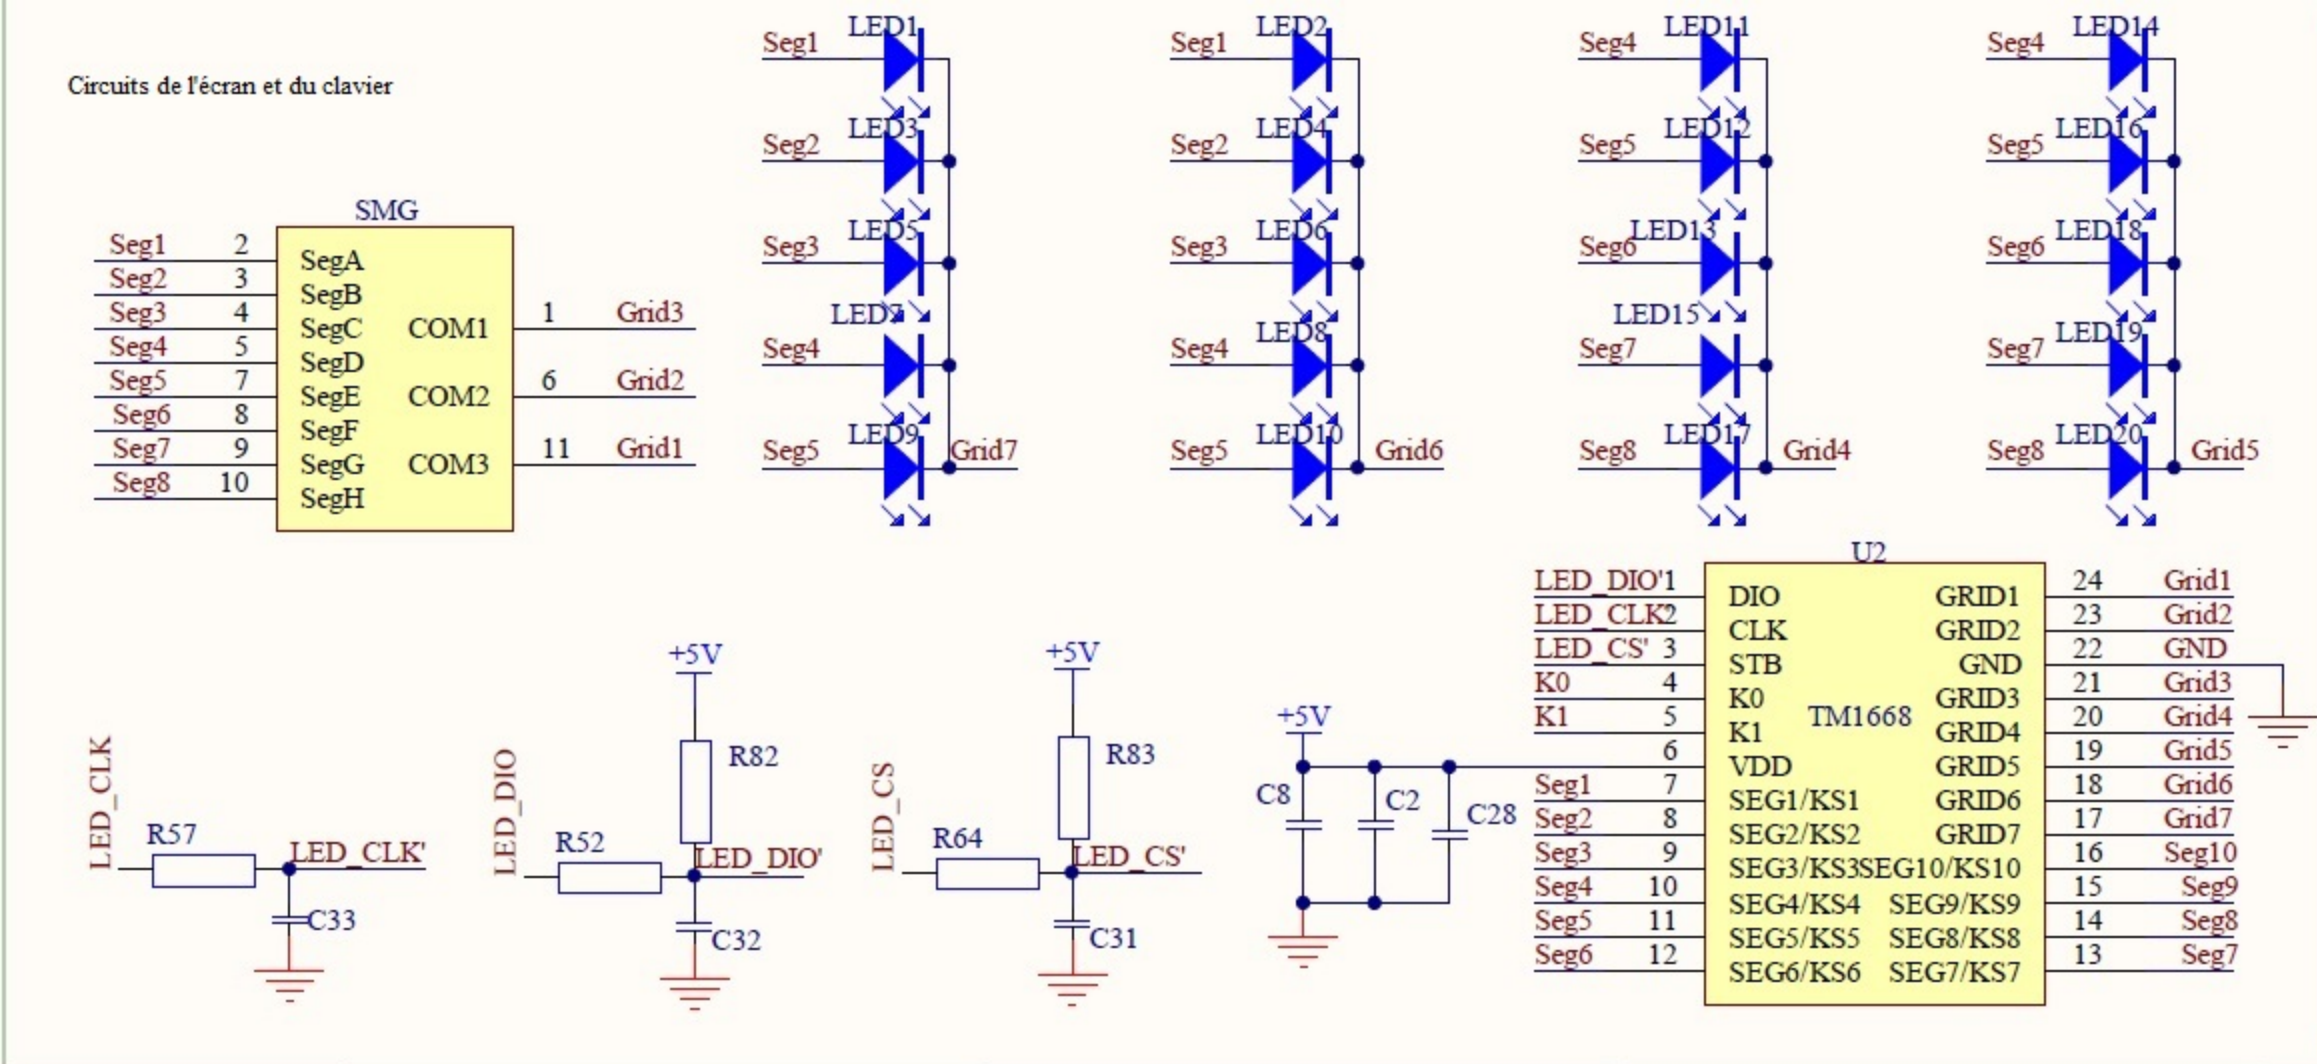 Circuits de l'écran et du clavier
SMG
Seg1 2 SegA
Seg2 3 SegB
Seg3 4 SegC COM1 1 Grid3
Seg4 5 SegD
Seg5 7 SegE COM2 6 Grid2
Seg6 8 SegF
Seg7 9 SegG COM3 11 Grid1
Seg8 10 SegH
LED1
Seg1
LED3
Seg2
LED5
Seg3
LED7
Seg4
LED9
Seg5 Grid7
LED2
Seg1
LED4
Seg2
LED6
Seg3
LED8
Seg4
LED10
Seg5 Grid6
LED11
Seg4
LED12
Seg5
LED13
Seg6
LED15
Seg7
LED17
Seg8 Grid4
LED14
Seg4
LED16
Seg5
LED18
Seg6
LED19
Seg7
LED20
Seg8 Grid5
LED_CLK
R57
LED_CLK'
C33
+5V
R82
LED_DIO
R52
LED_DIO'
C32
+5V
R83
LED_CS
R64
LED_CS'
C31
+5V
C8 C2 C28
U2
TM1668
LED_DIO' 1 DIO GRID1 24 Grid1
LED_CLK' 2 CLK GRID2 23 Grid2
LED_CS' 3 STB GND 22 GND
K0 4 K0 GRID3 21 Grid3
K1 5 K1 GRID4 20 Grid4
6 VDD GRID5 19 Grid5
Seg1 7 SEG1/KS1 GRID6 18 Grid6
Seg2 8 SEG2/KS2 GRID7 17 Grid7
Seg3 9 SEG3/KS3 SEG10/KS10 16 Seg10
Seg4 10 SEG4/KS4 SEG9/KS9 15 Seg9
Seg5 11 SEG5/KS5 SEG8/KS8 14 Seg8
Seg6 12 SEG6/KS6 SEG7/KS7 13 Seg7